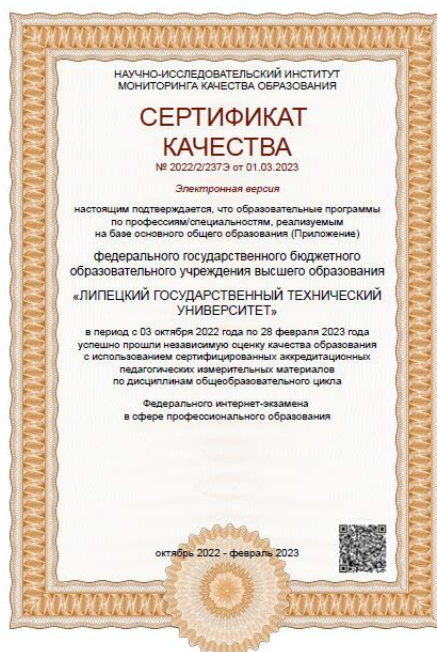 НАУЧНО-ИССЛЕДОВАТЕЛЬСКИЙ ИНСТИТУТ
МОНИТОРИНГА КАЧЕСТВА ОБРАЗОВАНИЯ
СЕРТИФИКАТ
КАЧЕСТВА
№ 2022/2/237Э от 01.03.2023
Электронная версия
настоящим подтверждается, что образовательные программы
по профессиям/специальностям, реализуемым
на базе основного общего образования (Приложение)
федерального государственного бюджетного
образовательного учреждения высшего образования
«ЛИПЕЦКИЙ ГОСУДАРСТВЕННЫЙ ТЕХНИЧЕСКИЙ
УНИВЕРСИТЕТ»
в период с 03 октября 2022 года по 28 февраля 2023 года
успешно прошли независимую оценку качества образования
с использованием сертифицированных аккредитационных
педагогических измерительных материалов
по дисциплинам общеобразовательного цикла
Федерального интернет-экзамена
в сфере профессионального образования
октябрь 2022 - февраль 2023